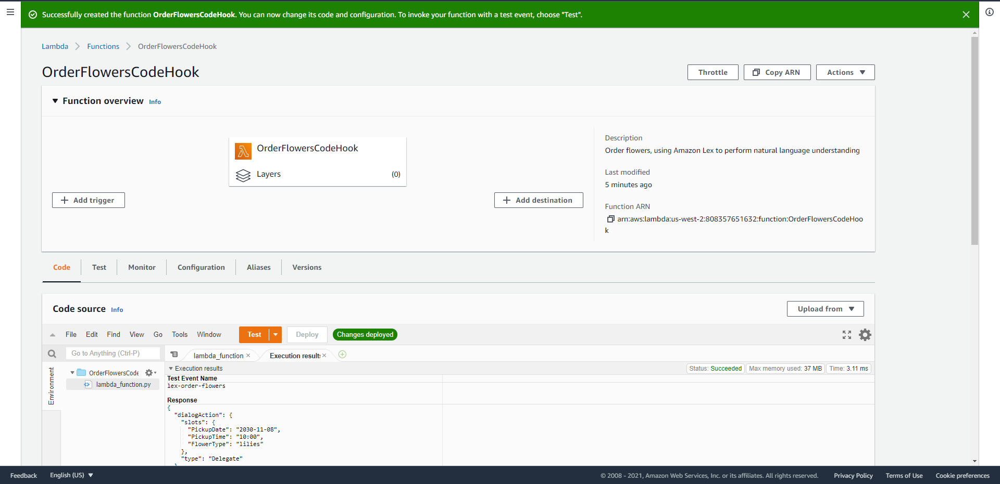 Successfully created the function OrderFlowersCodeHook. You can now change its code and configuration. To invoke your function with a test event, choose "Test".
Lambda Functions OrderFlowersCodeHook
OrderFlowersCodeHook
Throttle Copy ARN Actions
Function overview Info
OrderFlowersCodeHook
Layers (0)
Add trigger
Add destination
Description
Order flowers, using Amazon Lex to perform natural language understanding
Last modified
5 minutes ago
Function ARN
arn:aws:lambda:us-west-2:808357651632:function:OrderFlowersCodeHoo
k
Code Test Monitor Configuration Aliases Versions
Code source Info
Upload from
File Edit Find View Go Tools Window Test Deploy Changes deployed
Go to Anything (Ctrl-P)
lambda_function Execution results
Environment
OrderFlowersCode
lambda_function.py
Execution results
Status: Succeeded Max memory used: 37 MB Time: 3.11 ms
Test Event Name
lex-order-flowers
Response
{
"dialogAction": {
"slots": {
"PickupDate": "2030-11-08",
"PickupTime": "10:00",
"FlowerType": "lilies"
},
"type": "Delegate"
Feedback English (US)
© 2008 - 2021, Amazon Web Services, Inc. or its affiliates. All rights reserved. Privacy Policy Terms of Use Cookie preferences